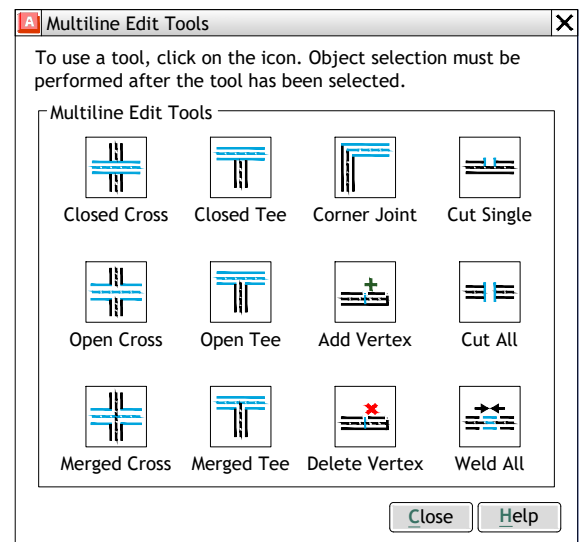 A Multiline Edit Tools X
To use a tool, click on the icon. Object selection must be
performed after the tool has been selected.
Multiline Edit Tools
Closed Cross Closed Tee Corner Joint Cut Single
Open Cross Open Tee Add Vertex Cut All
Merged Cross Merged Tee Delete Vertex Weld All
Close Help